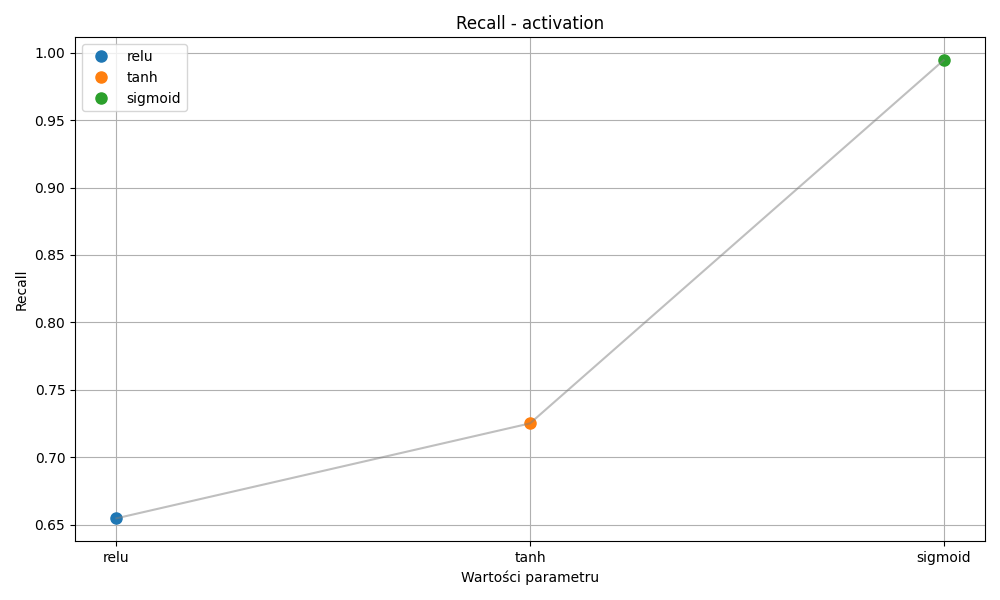 Recall - activation
relu
tanh
sigmoid
1.00
0.95
0.90
0.85
0.80
0.75
0.70
0.65
Recall
relu
tanh
sigmoid
Wartości parametru